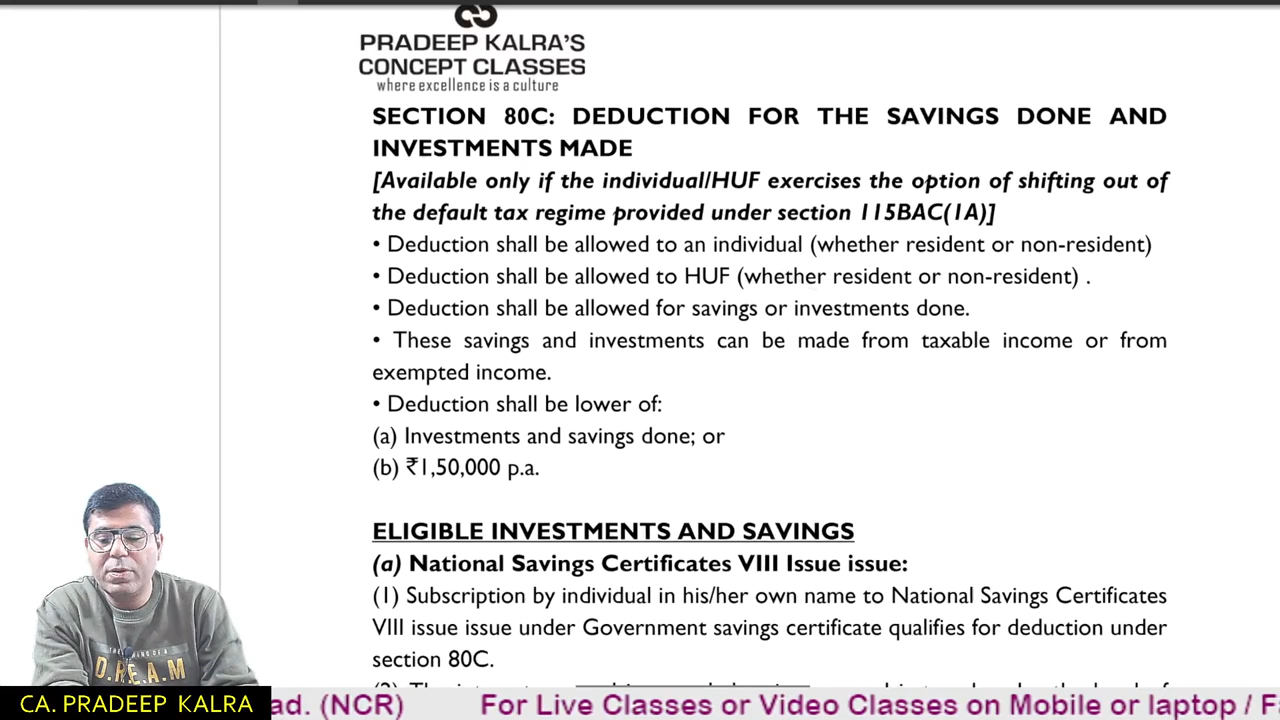 PRADEEP KALRA'S
CONCEPT CLASSES
where excellence is a culture
SECTION 80C: DEDUCTION FOR THE SAVINGS DONE AND
INVESTMENTS MADE
[Available only if the individual/HUF exercises the option of shifting out of
the default tax regime provided under section 115BAC(1A)]
• Deduction shall be allowed to an individual (whether resident or non-resident)
• Deduction shall be allowed to HUF (whether resident or non-resident) .
• Deduction shall be allowed for savings or investments done.
• These savings and investments can be made from taxable income or from
exempted income.
• Deduction shall be lower of:
(a) Investments and savings done; or
(b) ₹1,50,000 p.a.
ELIGIBLE INVESTMENTS AND SAVINGS
(a) National Savings Certificates VIII Issue issue:
(1) Subscription by individual in his/her own name to National Savings Certificates
VIII issue issue under Government savings certificate qualifies for deduction under
section 80C.
D.R.E.A.M
CA. PRADEEP KALRA
ad. (NCR) For Live Classes or Video Classes on Mobile or laptop / Fa